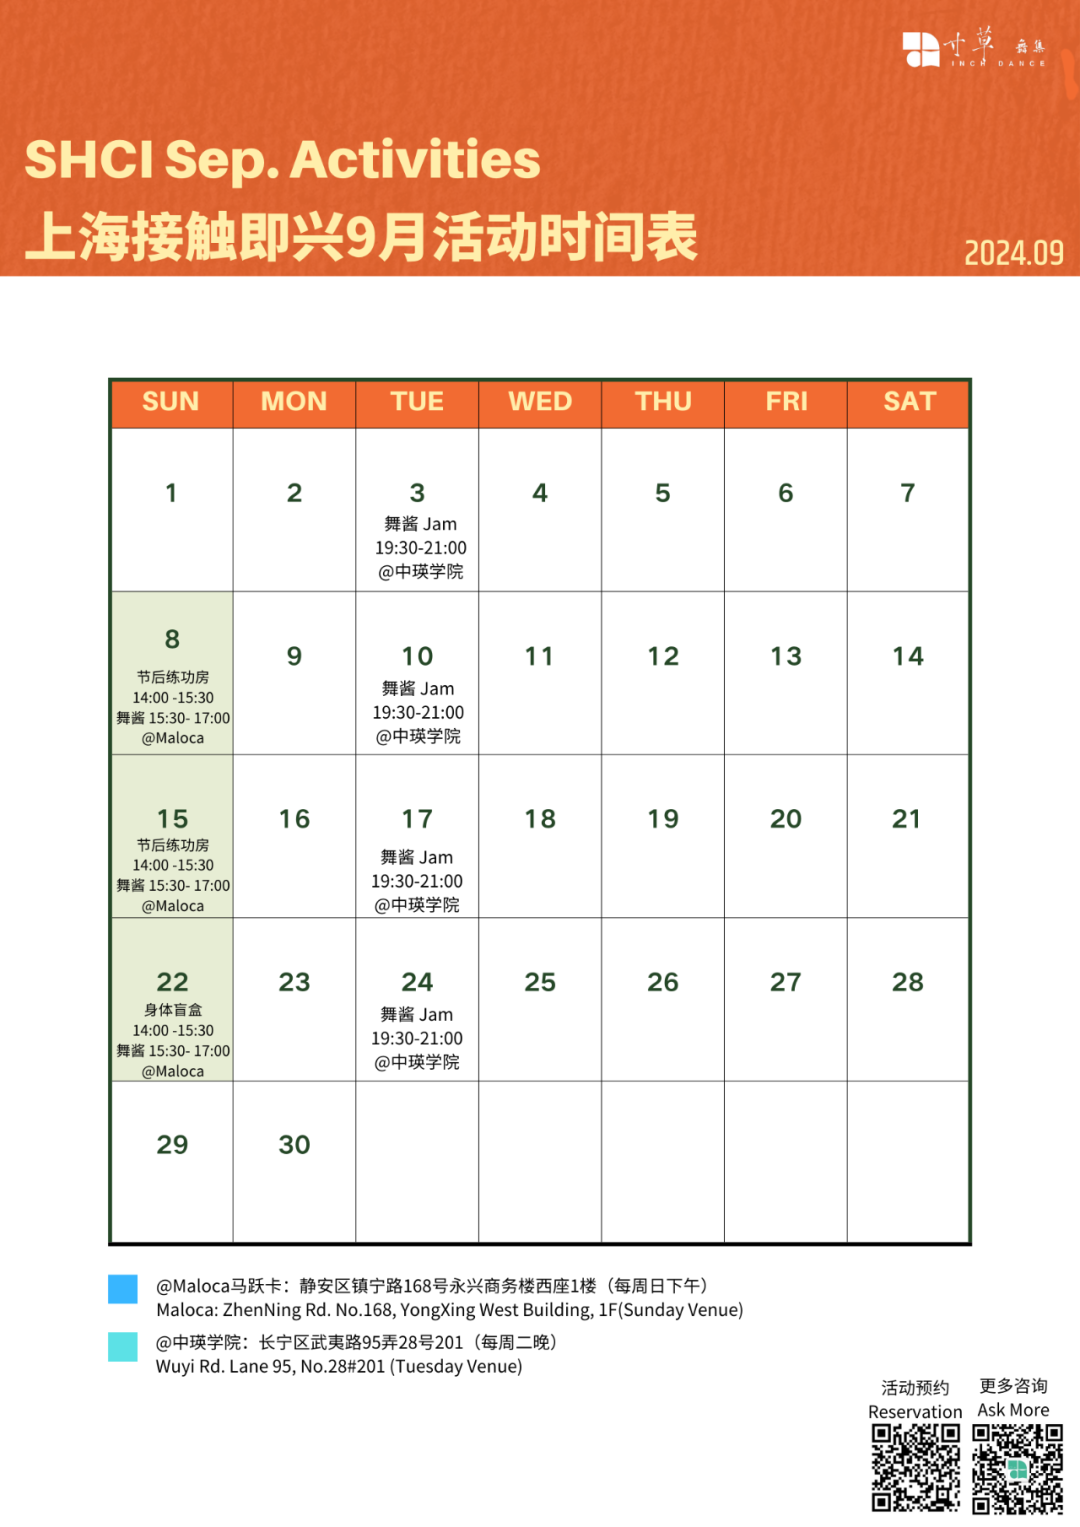 寸草 舞集
INCH DANCE
SHCI Sep. Activities
上海接触即兴9月活动时间表
2024.09
SUN MON TUE WED THU FRI SAT
1 2 3 4 5 6 7
舞酱 Jam
19:30-21:00
@中瑛学院
8 9 10 11 12 13 14
节后练功房
14:00 -15:30
舞酱 15:30- 17:00
@Maloca
舞酱 Jam
19:30-21:00
@中瑛学院
15 16 17 18 19 20 21
节后练功房
14:00 -15:30
舞酱 15:30- 17:00
@Maloca
舞酱 Jam
19:30-21:00
@中瑛学院
22 23 24 25 26 27 28
身体盲盒
14:00 -15:30
舞酱 15:30- 17:00
@Maloca
舞酱 Jam
19:30-21:00
@中瑛学院
29 30
@Maloca马跃卡：静安区镇宁路168号永兴商务楼西座1楼（每周日下午）
Maloca: ZhenNing Rd. No.168, YongXing West Building, 1F(Sunday Venue)
@中瑛学院：长宁区武夷路95弄28号201（每周二晚）
Wuyi Rd. Lane 95, No.28#201 (Tuesday Venue)
活动预约 更多咨询
Reservation Ask More